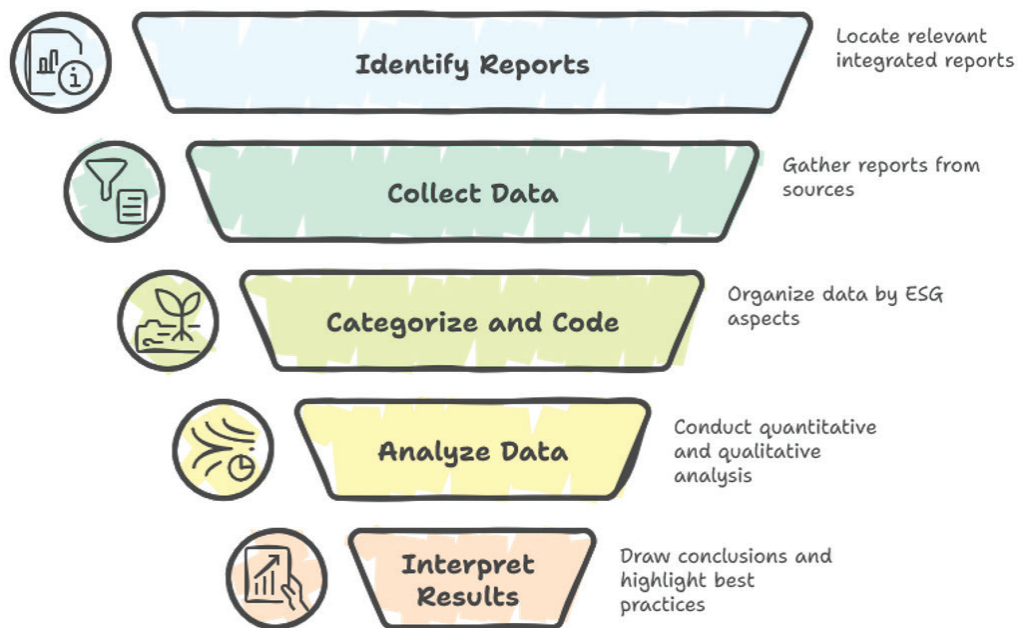 Identify Reports
Locate relevant
integrated reports
Collect Data
Gather reports from
sources
Categorize and Code
Organize data by ESG
aspects
Analyze Data
Conduct quantitative
and qualitative
analysis
Interpret
Results
Draw conclusions and
highlight best
practices